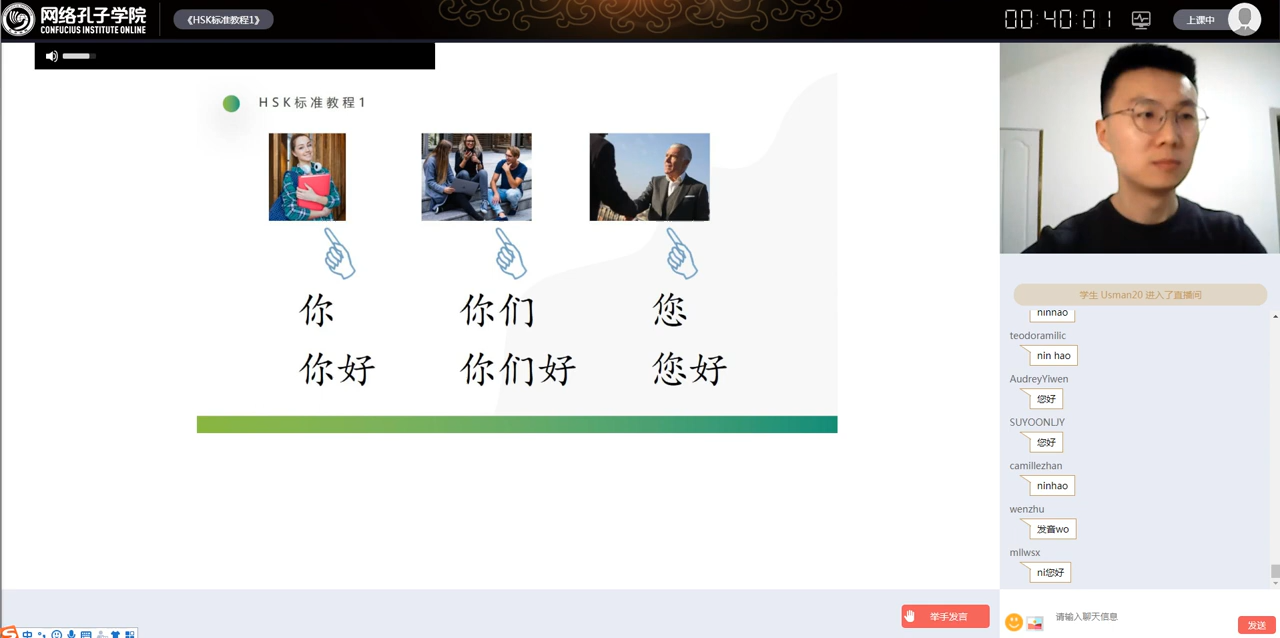 网络孔子学院
CONFUCIUS INSTITUTE ONLINE
《HSK标准教程1》
00:40:01
上课中
HSK标准教程1
你
你们
您
你好
你们好
您好
学生 Usman20 进入了直播间
ninhao
teodoramilic
nin hao
AudreyYiwen
您好
SUYOONLJY
您好
camillezhan
ninhao
wenzhu
发音wo
mllwsx
ni您好
举手发言
请输入聊天信息
发送
中